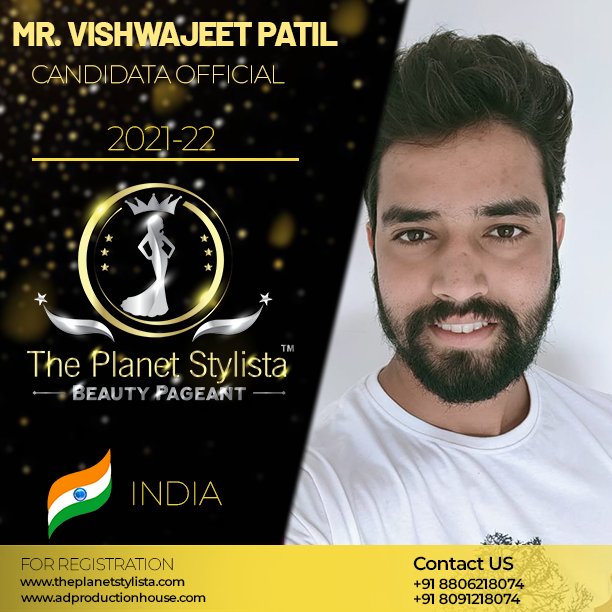 MR. VISHWAJEET PATIL
CANDIDATA OFFICIAL
2021-22
The Planet Stylista™
BEAUTY PAGEANT
INDIA
FOR REGISTRATION
www.theplanetstylista.com
www.adproductionhouse.com
Contact US
+91 8806218074
+91 8091218074